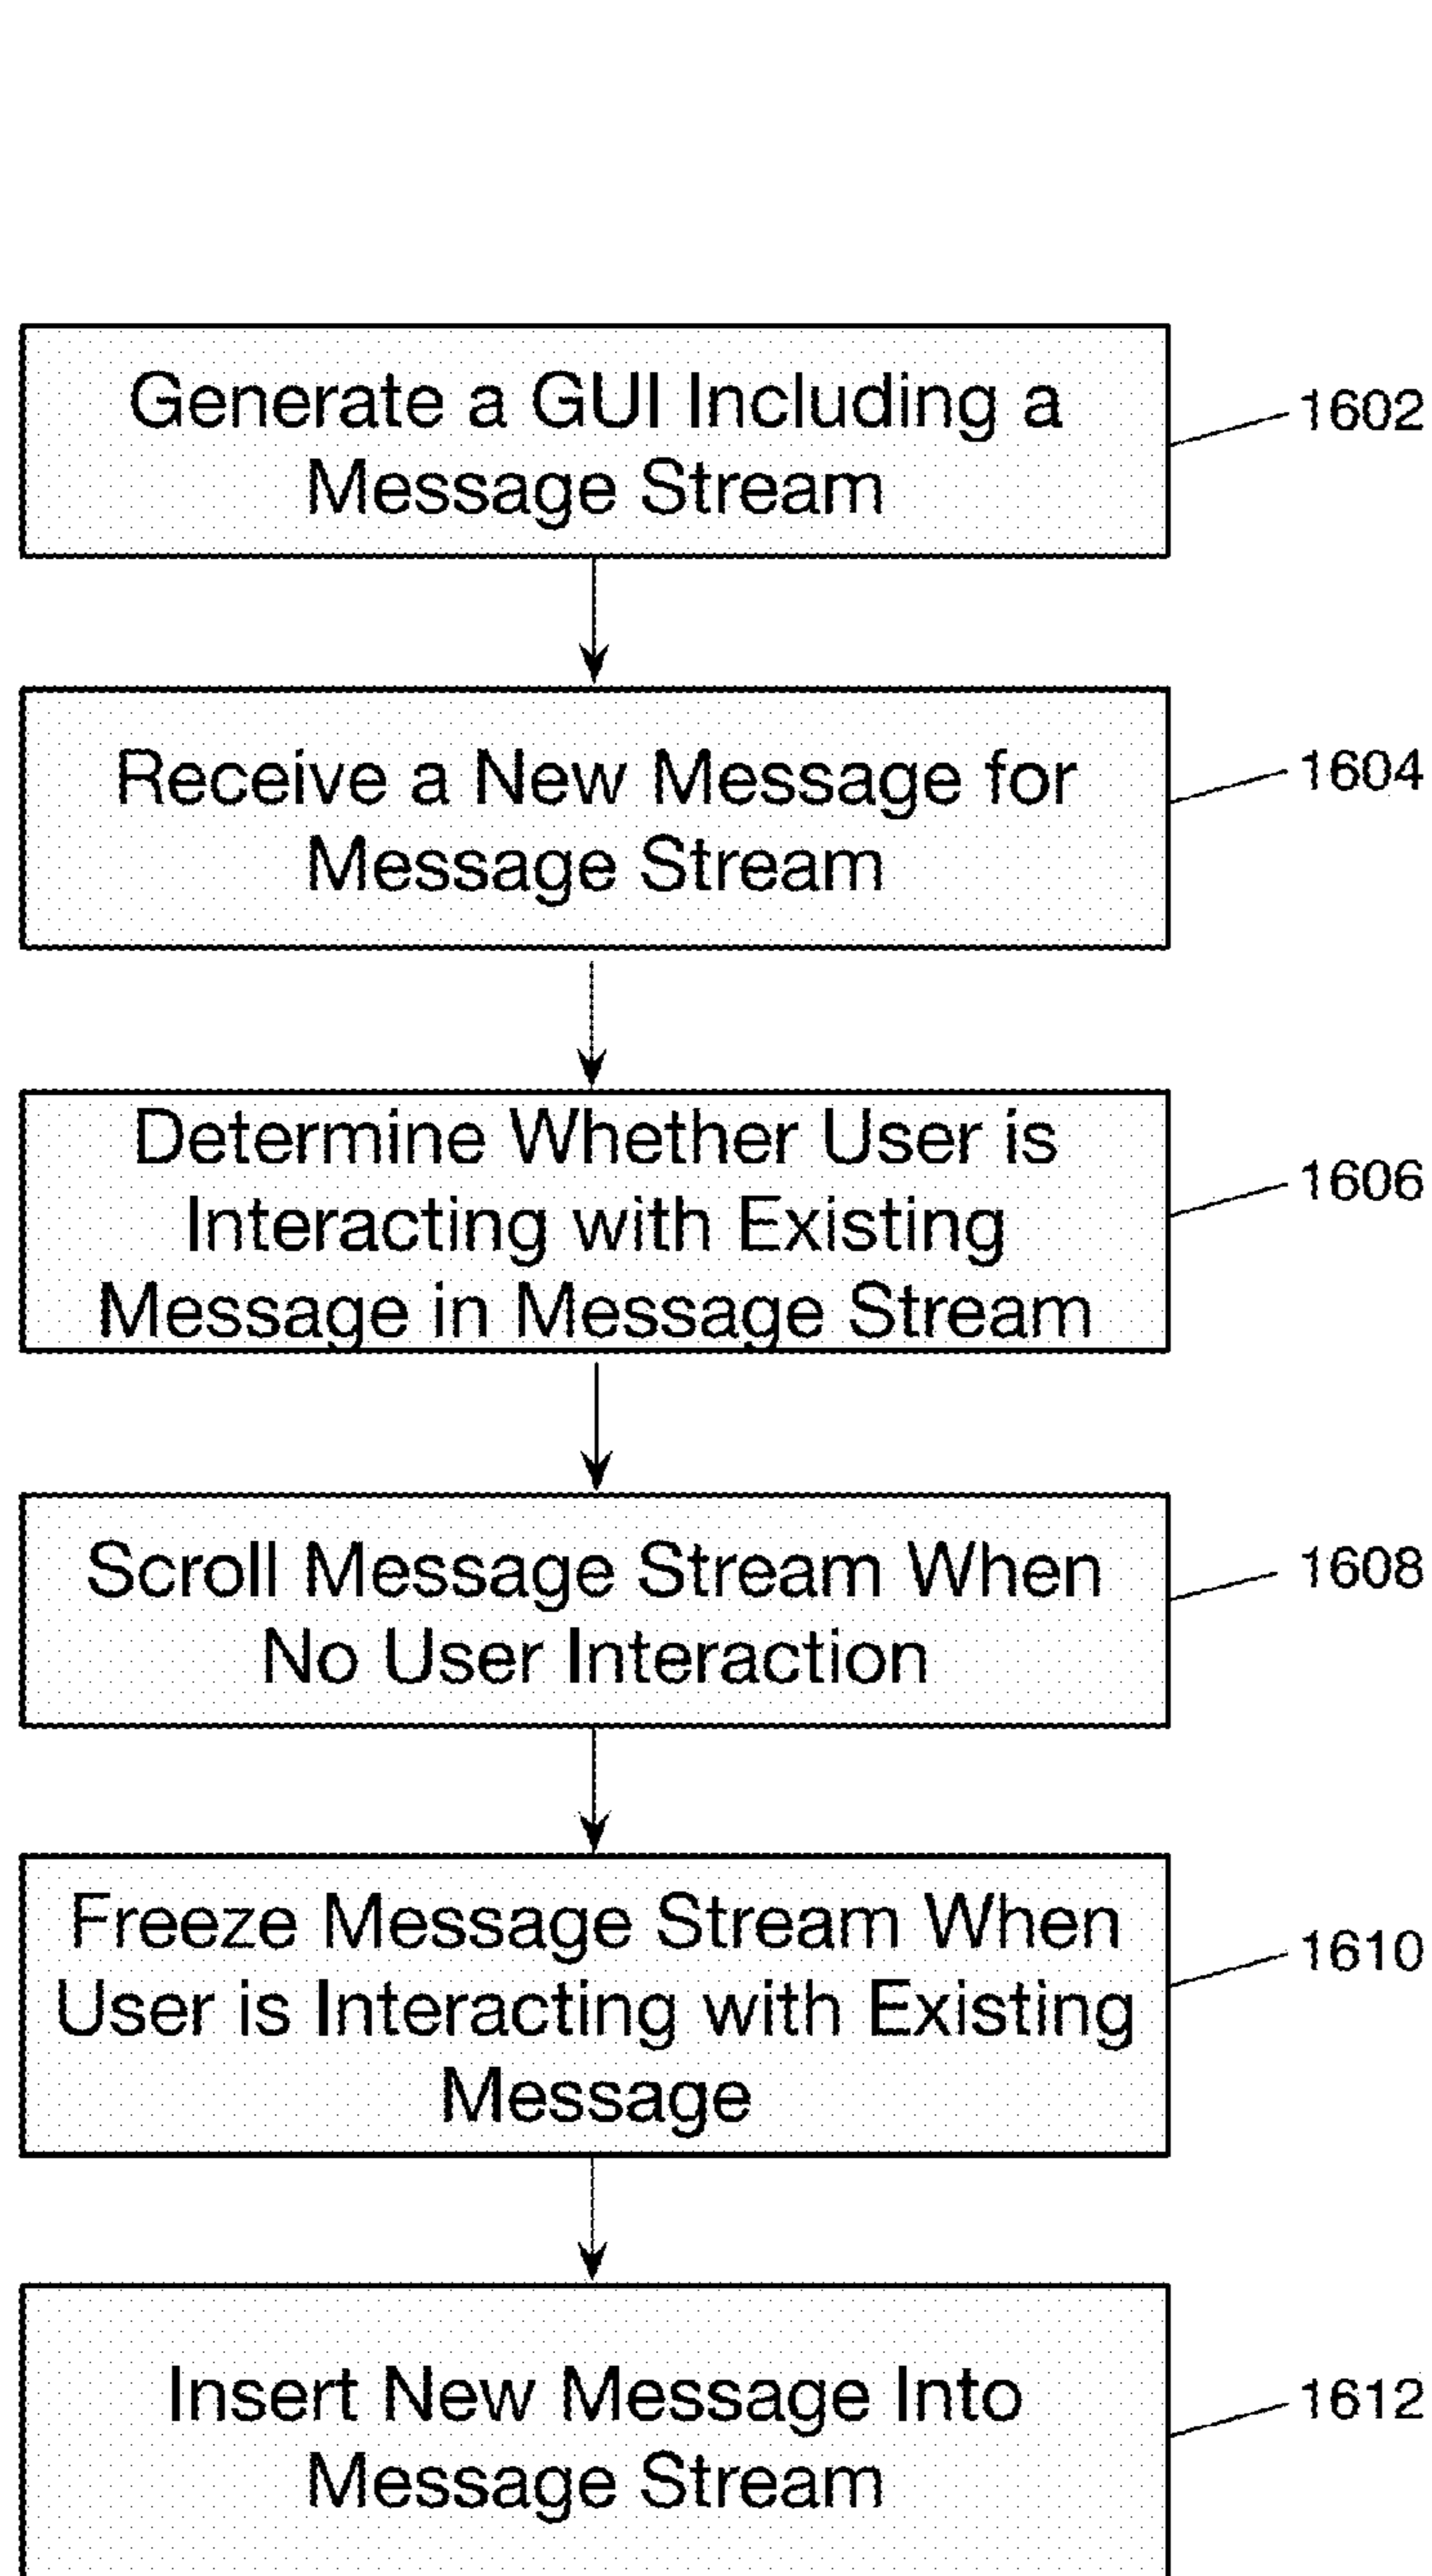 Generate a GUI Including a
Message Stream
1602
Receive a New Message for
Message Stream
1604
Determine Whether User is
Interacting with Existing
Message in Message Stream
1606
Scroll Message Stream When
No User Interaction
1608
Freeze Message Stream When
User is Interacting with Existing
Message
1610
Insert New Message Into
Message Stream
1612